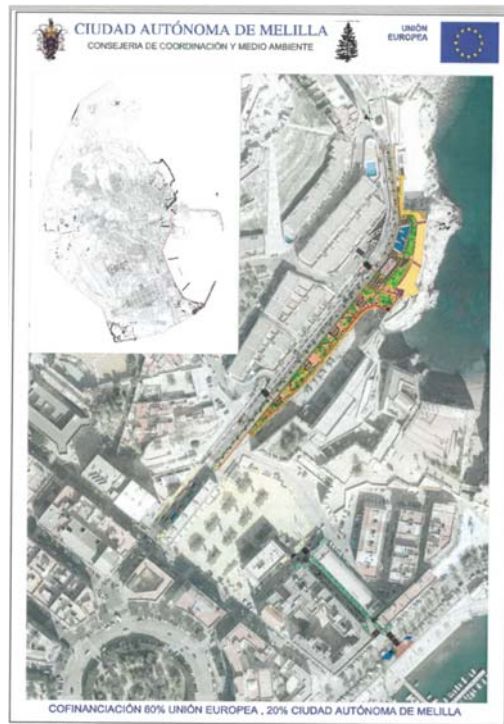 CIUDAD AUTÓNOMA DE MELILLA
CONSEJERIA DE COORDINACIÓN Y MEDIO AMBIENTE
UNIÓN
EUROPEA
COFINANCIACIÓN 80% UNIÓN EUROPEA , 20% CIUDAD AUTÓNOMA DE MELILLA